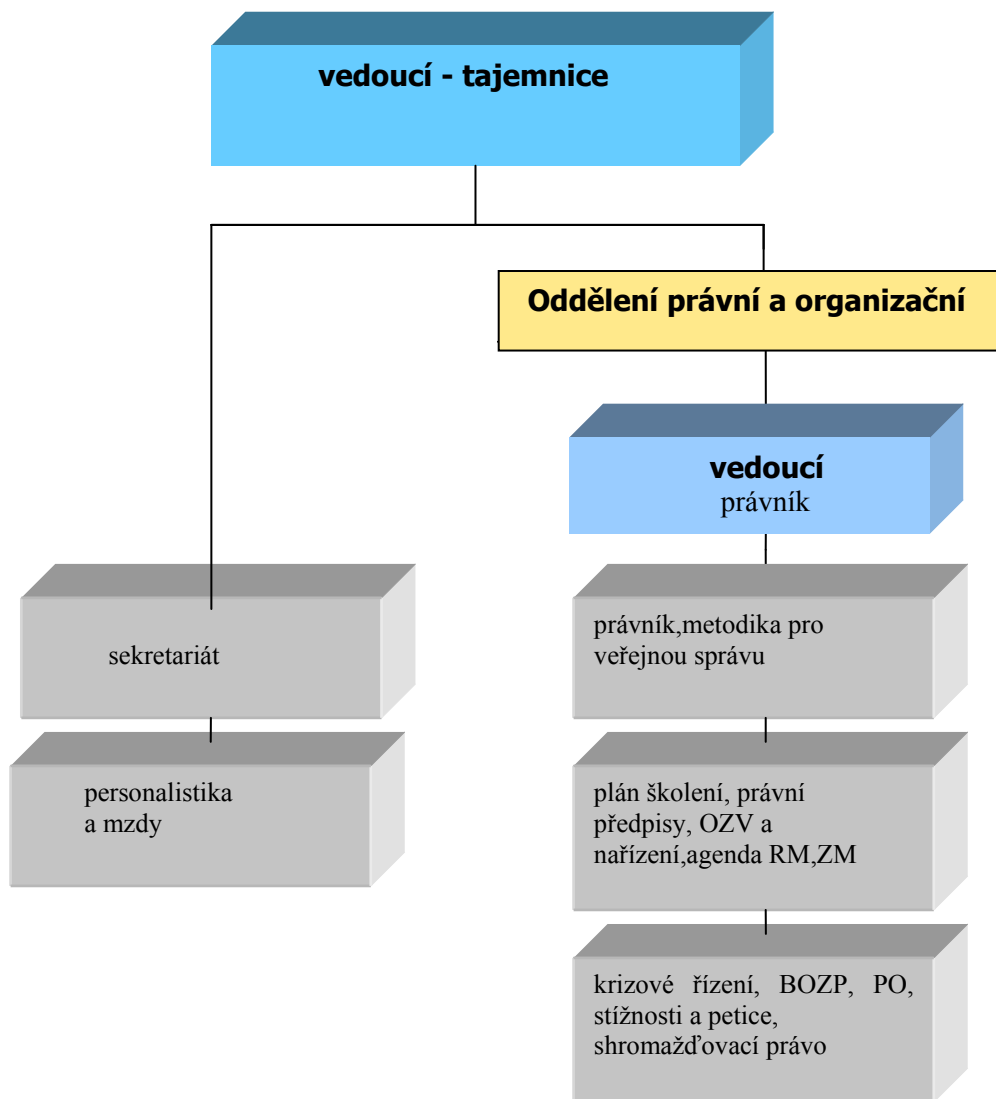 vedoucí - tajemnice
Oddělení právní a organizační
vedoucí
právník
sekretariát
personalistika
a mzdy
právník,metodika pro
veřejnou správu
plán školení, právní
předpisy, OZV a
nařízení,agenda RM,ZM
krizové řízení, BOZP, PO,
stížnosti a petice,
shromažďovací právo